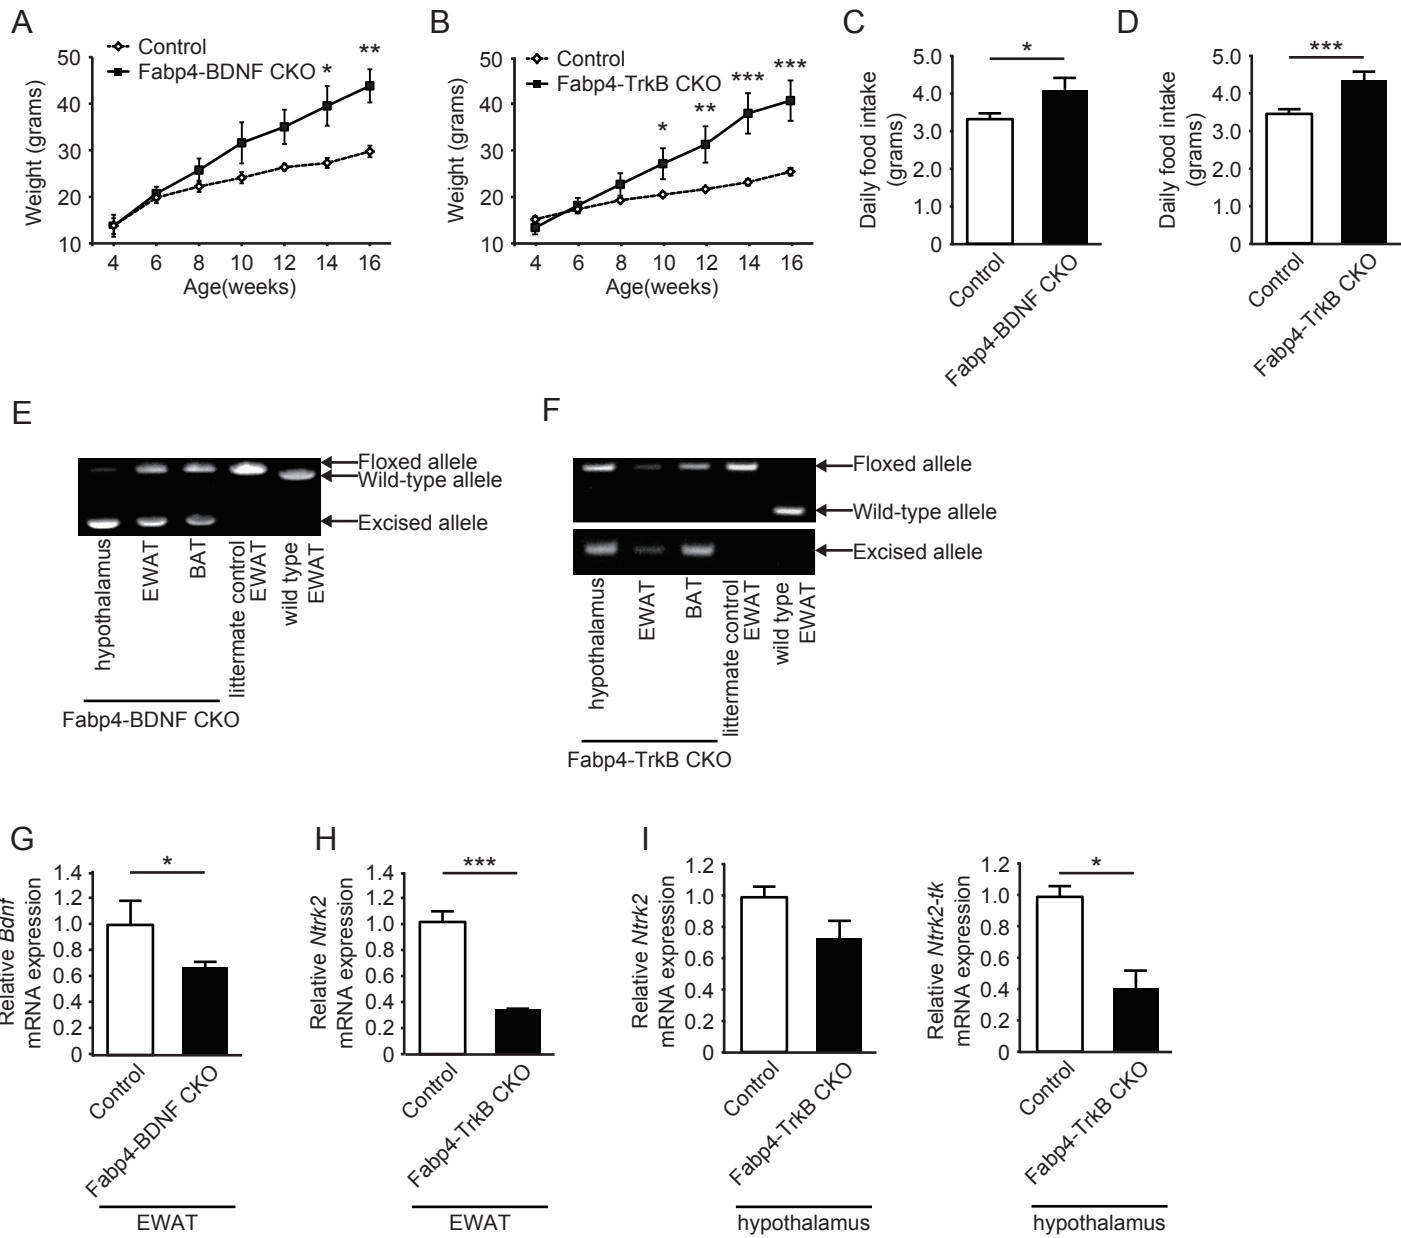 A
Control
Fabp4-BDNF CKO
*
**
Weight (grams)
50
40
30
20
10
4 6 8 10 12 14 16
Age(weeks)
B
Control
Fabp4-TrkB CKO
*
**
***
***
Weight (grams)
50
40
30
20
10
4 6 8 10 12 14 16
Age(weeks)
C
*
Daily food intake
(grams)
5.0
4.0
3.0
2.0
1.0
0
Control
Fabp4-BDNF CKO
D
***
Daily food intake
(grams)
5.0
4.0
3.0
2.0
1.0
0
Control
Fabp4-TrkB CKO
E
Floxed allele
Wild-type allele
Excised allele
hypothalamus
EWAT
BAT
littermate control
EWAT
wild type
EWAT
Fabp4-BDNF CKO
F
Floxed allele
Wild-type allele
Excised allele
hypothalamus
EWAT
BAT
littermate control
EWAT
wild type
EWAT
Fabp4-TrkB CKO
G
*
Relative Bdnf
mRNA expression
1.4
1.2
1.0
0.8
0.6
0.4
0.2
0
Control
Fabp4-BDNF CKO
EWAT
H
***
Relative Ntrk2
mRNA expression
1.4
1.2
1.0
0.8
0.6
0.4
0.2
0
Control
Fabp4-TrkB CKO
EWAT
I
Relative Ntrk2
mRNA expression
1.2
1.0
0.8
0.6
0.4
0.2
0
Control
Fabp4-TrkB CKO
hypothalamus
*
Relative Ntrk2-tk
mRNA expression
1.2
1.0
0.8
0.6
0.4
0.2
0
Control
Fabp4-TrkB CKO
hypothalamus